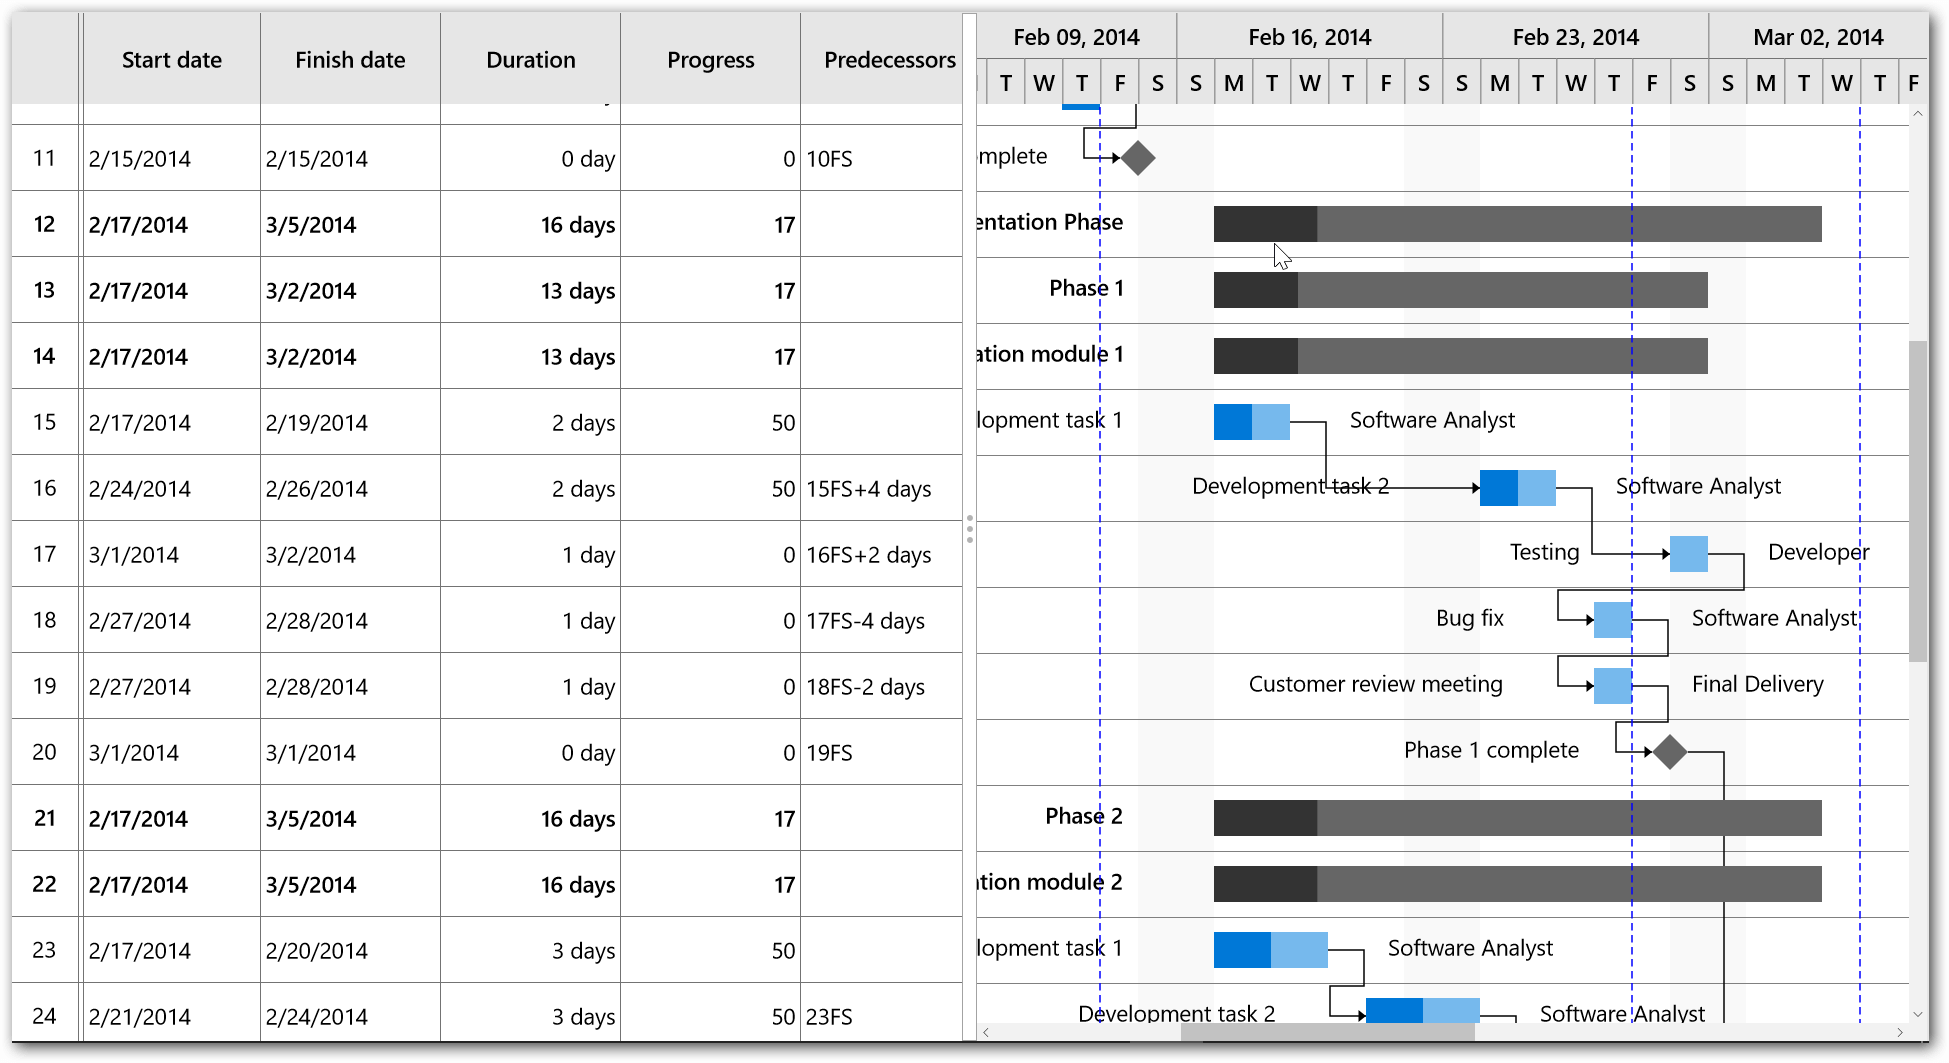 Start date Finish date Duration Progress Predecessors
Feb 09, 2014 Feb 16, 2014 Feb 23, 2014 Mar 02, 2014
T W T F S S M T W T F S S M T W T F S S M T W T F
11 2/15/2014 2/15/2014 0 day 0 10FS mplete
12 2/17/2014 3/5/2014 16 days 17 entation Phase
13 2/17/2014 3/2/2014 13 days 17 Phase 1
14 2/17/2014 3/2/2014 13 days 17 ation module 1
15 2/17/2014 2/19/2014 2 days 50 lopment task 1 Software Analyst
16 2/24/2014 2/26/2014 2 days 50 15FS+4 days Development task 2 Software Analyst
17 3/1/2014 3/2/2014 1 day 0 16FS+2 days Testing Developer
18 2/27/2014 2/28/2014 1 day 0 17FS-4 days Bug fix Software Analyst
19 2/27/2014 2/28/2014 1 day 0 18FS-2 days Customer review meeting Final Delivery
20 3/1/2014 3/1/2014 0 day 0 19FS Phase 1 complete
21 2/17/2014 3/5/2014 16 days 17 Phase 2
22 2/17/2014 3/5/2014 16 days 17 ation module 2
23 2/17/2014 2/20/2014 3 days 50 lopment task 1 Software Analyst
24 2/21/2014 2/24/2014 3 days 50 23FS Development task 2 Software Analyst